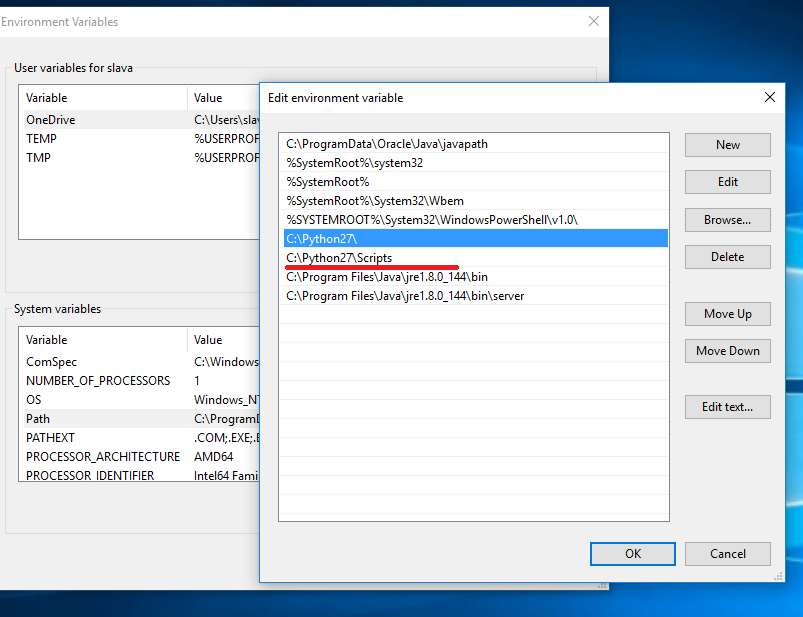 Environment Variables
User variables for slava
Variable Value
OneDrive C:\Users\slav
TEMP %USERPROF
TMP %USERPROF
System variables
Variable Value
ComSpec C:\Windows
NUMBER_OF_PROCESSORS 1
OS Windows_NT
Path C:\ProgramD
PATHEXT .COM;.EXE;.B
PROCESSOR_ARCHITECTURE AMD64
PROCESSOR_IDENTIFIER Intel64 Fami
Edit environment variable
C:\ProgramData\Oracle\Java\javapath
%SystemRoot%\system32
%SystemRoot%
%SystemRoot%\System32\Wbem
%SYSTEMROOT%\System32\WindowsPowerShell\v1.0\
C:\Python27\
C:\Python27\Scripts
C:\Program Files\Java\jre1.8.0_144\bin
C:\Program Files\Java\jre1.8.0_144\bin\server
New
Edit
Browse...
Delete
Move Up
Move Down
Edit text...
OK
Cancel